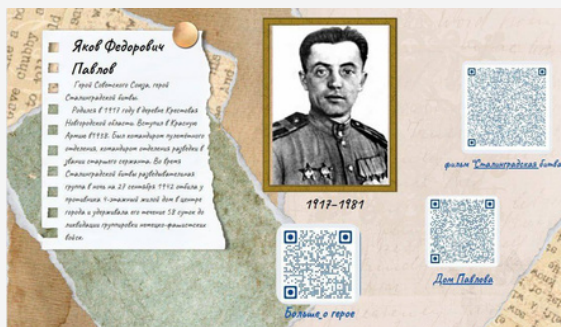 Яков Федорович
Павлов
Герой Советского Союза, герой
Сталинградской битвы.
Родился в 1917 году в деревне Крестовая
Новгородской области. Вступил в Красную
Армию в 1938. Был командиром пулеметного
отделения, командиром отделения разведки в
звании старшего сержанта. Во время
Сталинградской битвы разведывательная
группа в ночь на 27 сентября 1942 отбила у
противника 4-этажный жилой дом в центре
города и удерживала его течение 58 суток до
ликвидации группировки немецко-фашистских
войск.
1917-1981
фильм "Сталинградская битва
Дом Павлова
Больше о герое